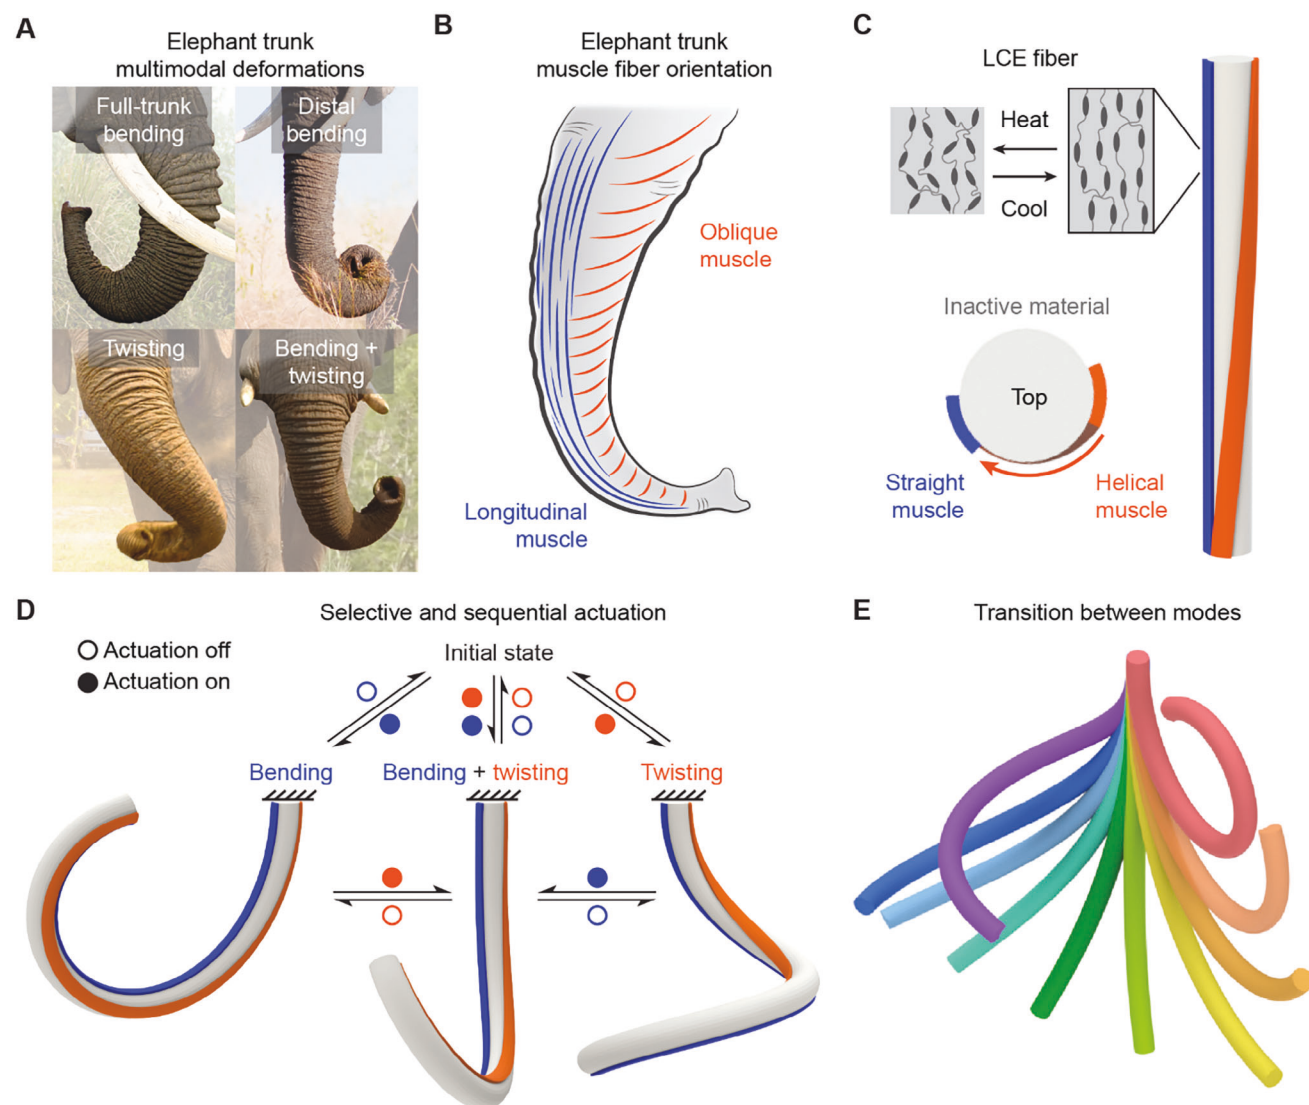 A
Elephant trunk
multimodal deformations
Full-trunk
bending
Distal
bending
Twisting
Bending +
twisting
B
Elephant trunk
muscle fiber orientation
Oblique
muscle
Longitudinal
muscle
C
LCE fiber
Heat
Cool
Inactive material
Top
Straight
muscle
Helical
muscle
D
Selective and sequential actuation
Actuation off
Actuation on
Initial state
Bending
Bending + twisting
Twisting
E
Transition between modes